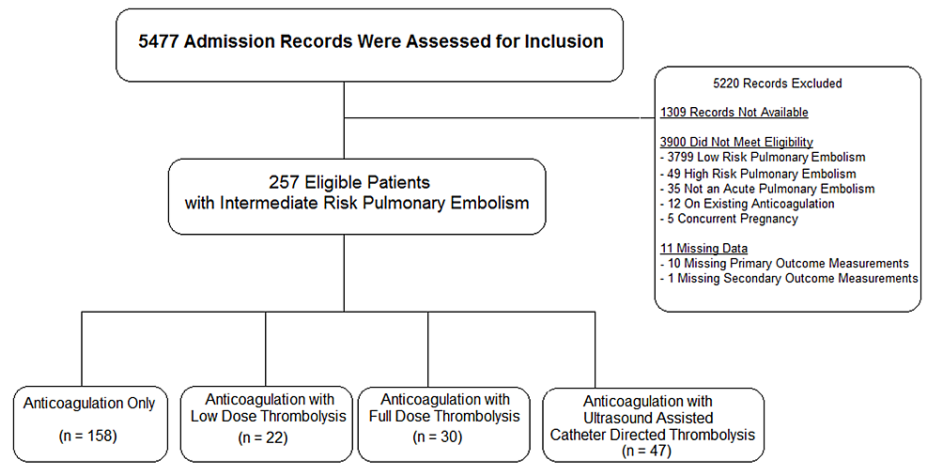 5477 Admission Records Were Assessed for Inclusion
5220 Records Excluded
1309 Records Not Available
3900 Did Not Meet Eligibility
- 3799 Low Risk Pulmonary Embolism
- 49 High Risk Pulmonary Embolism
- 35 Not an Acute Pulmonary Embolism
- 12 On Existing Anticoagulation
- 5 Concurrent Pregnancy
11 Missing Data
- 10 Missing Primary Outcome Measurements
- 1 Missing Secondary Outcome Measurements
257 Eligible Patients
with Intermediate Risk Pulmonary Embolism
Anticoagulation Only
(n = 158)
Anticoagulation with
Low Dose Thrombolysis
(n = 22)
Anticoagulation with
Full Dose Thrombolysis
(n = 30)
Anticoagulation with
Ultrasound Assisted
Catheter Directed Thrombolysis
(n = 47)